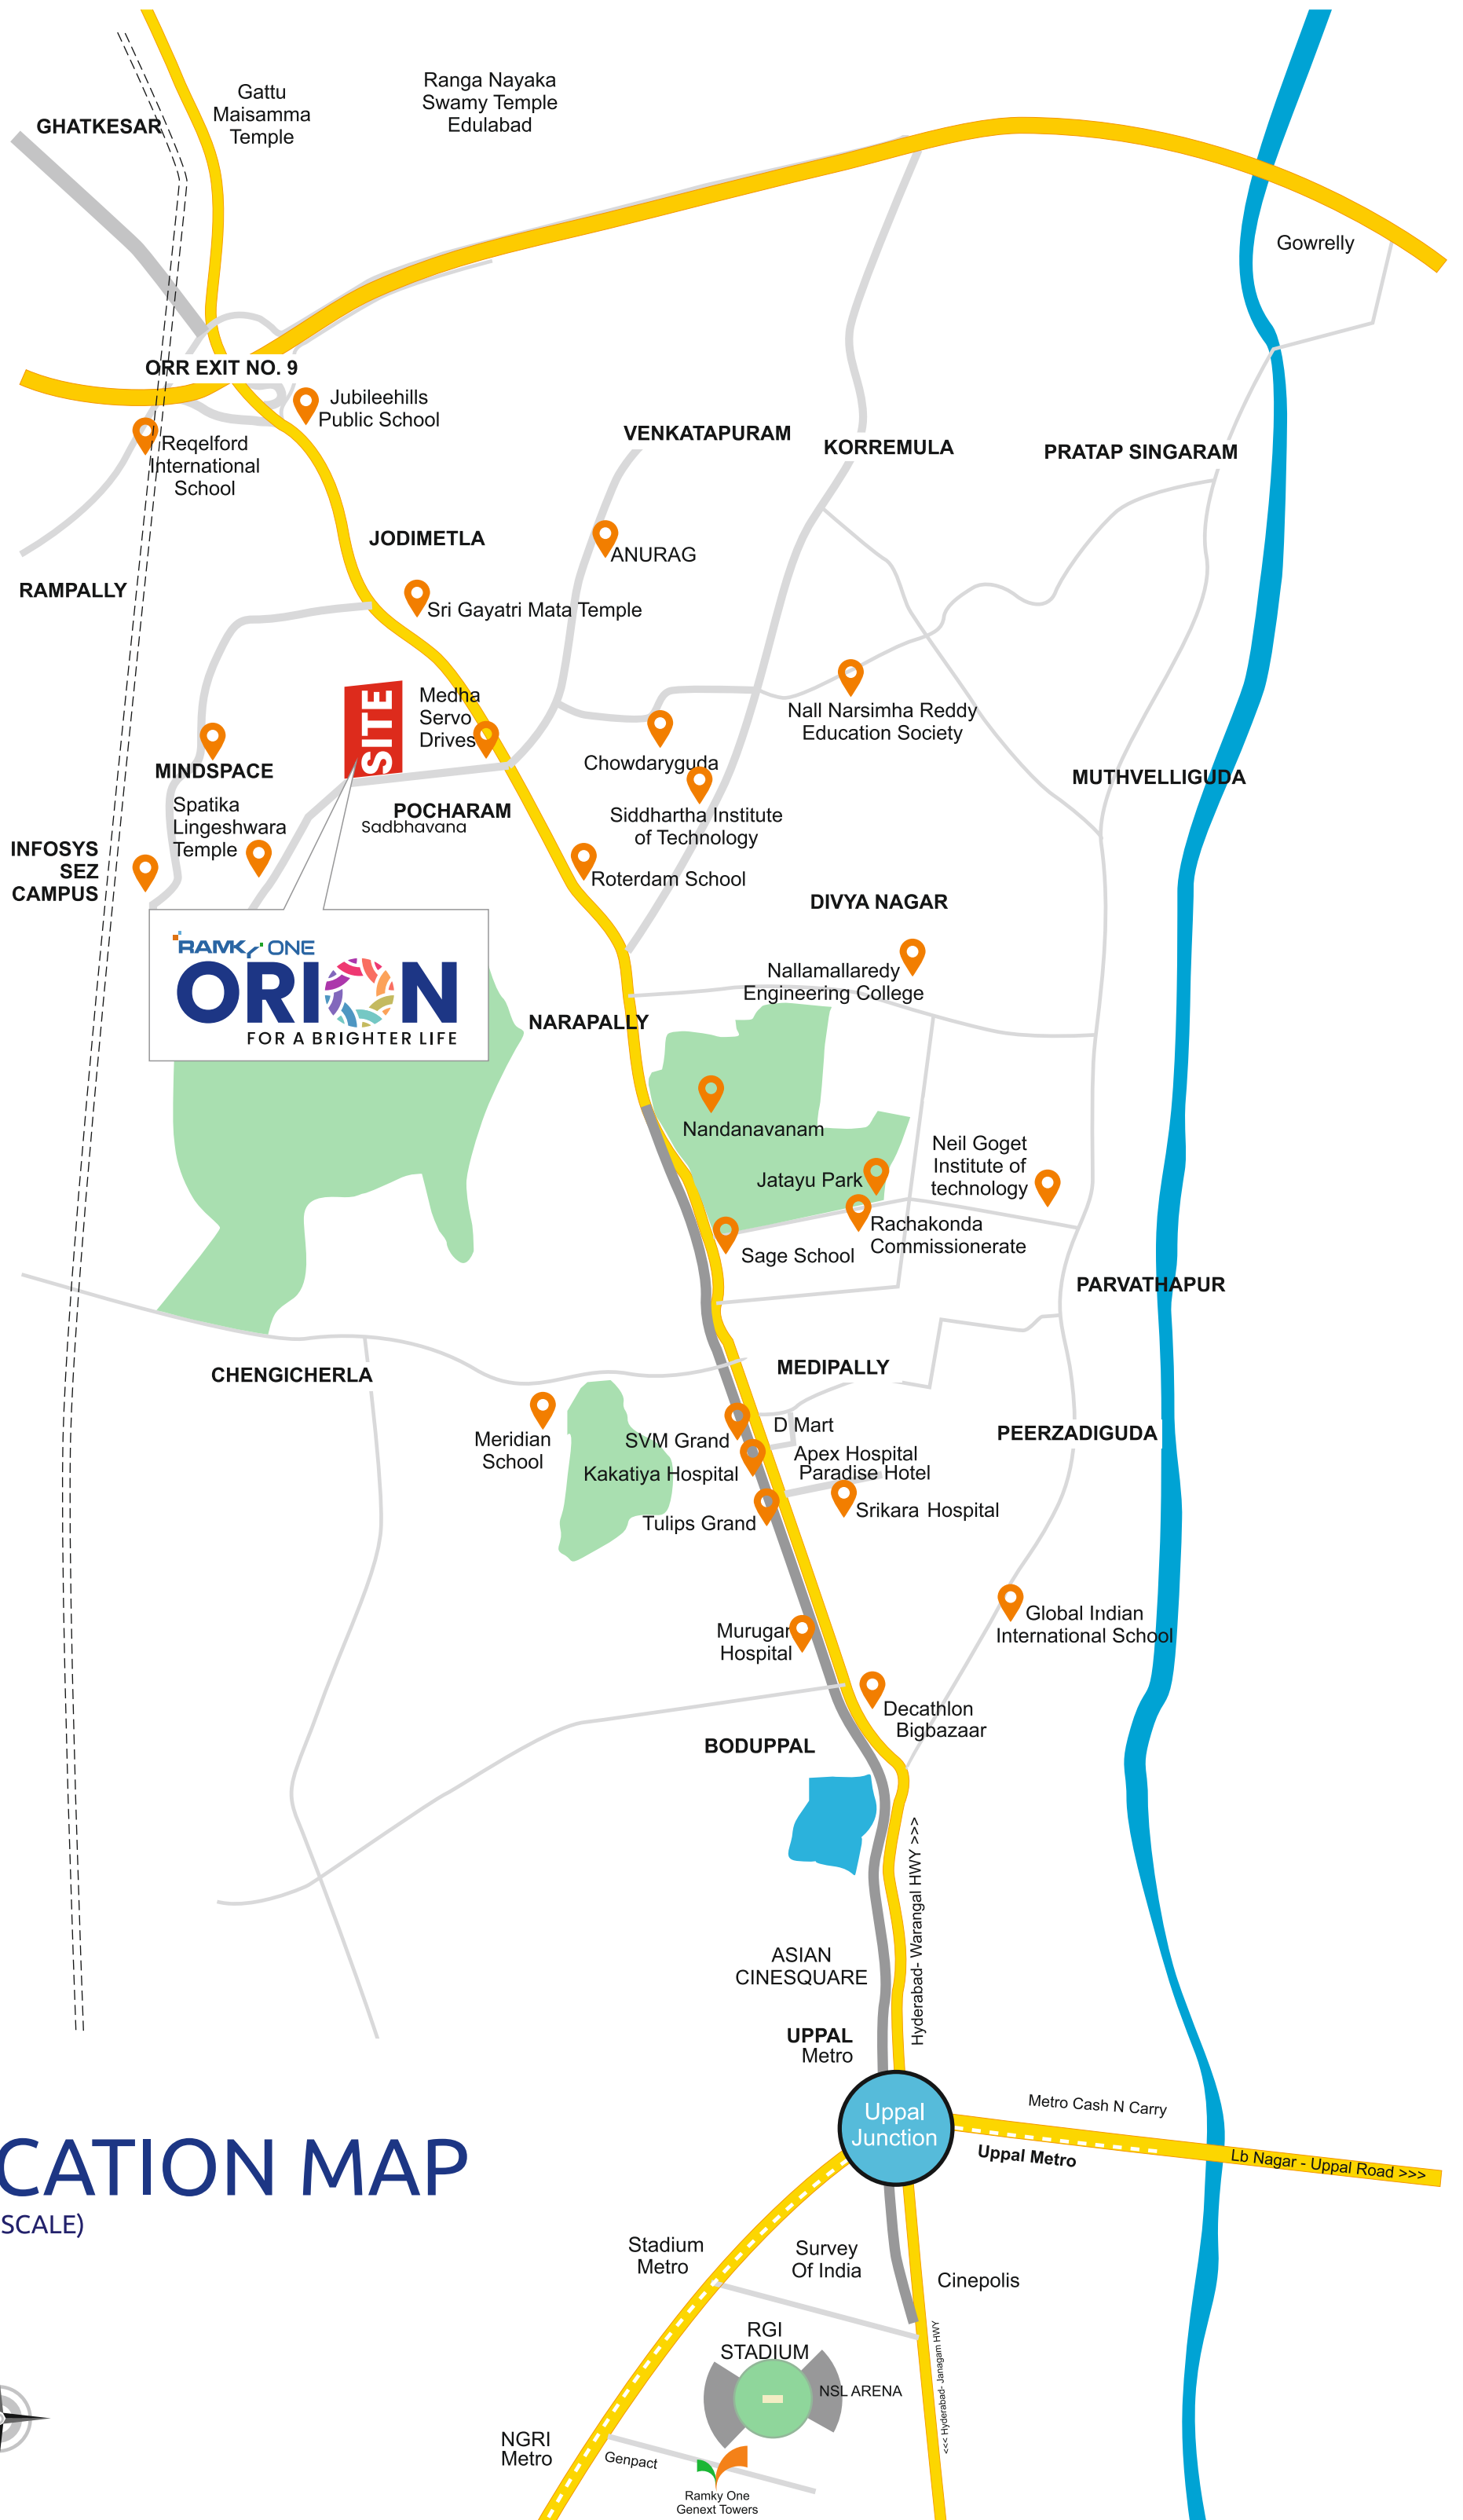 Gattu
Maisamma
Temple
Ranga Nayaka
Swamy Temple
Edulabad
GHATKESAR
Gowrelly
ORR EXIT NO. 9
Jubileehills
Public School
Reqelford
International
School
VENKATAPURAM
KORREMULA
PRATAP SINGARAM
JODIMETLA
ANURAG
RAMPALLY
Sri Gayatri Mata Temple
SITE
Medha
Servo
Drives
Nall Narsimha Reddy
Education Society
Chowdaryguda
MINDSPACE
MUTHVELLIGUDA
Spatika
Lingeshwara
Temple
POCHARAM
Sadbhavana
Siddhartha Institute
of Technology
INFOSYS
SEZ
CAMPUS
Roterdam School
DIVYA NAGAR
RAMKY ONE
ORION
FOR A BRIGHTER LIFE
Nallamallaredy
Engineering College
NARAPALLY
Nandanavanam
Neil Goget
Institute of
technology
Jatayu Park
Rachakonda
Commissionerate
Sage School
PARVATHAPUR
CHENGICHERLA
MEDIPALLY
Meridian
School
D Mart
SVM Grand
PEERZADIGUDA
Apex Hospital
Kakatiya Hospital
Paradise Hotel
Srikara Hospital
Tulips Grand
Global Indian
International School
Murugan
Hospital
Decathlon
Bigbazaar
BODUPPAL
Hyderabad- Warangal HWY >>>
ASIAN
CINESQUARE
UPPAL
Metro
Uppal
Junction
Metro Cash N Carry
Uppal Metro
Lb Nagar - Uppal Road >>>
CATION MAP
SCALE)
Stadium
Metro
Survey
Of India
Cinepolis
RGI
STADIUM
NSL ARENA
<<< Hyderabad- Janagam HWY
NGRI
Metro
Genpact
Ramky One
Genext Towers